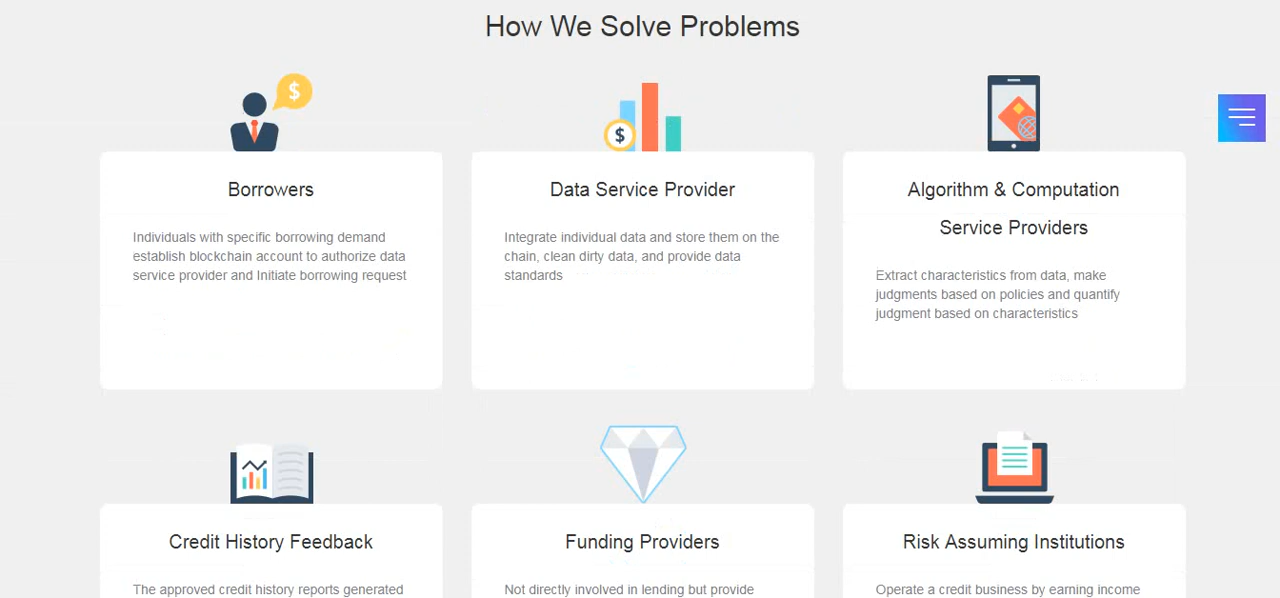 How We Solve Problems
$
$
Borrowers
Individuals with specific borrowing demand
establish blockchain account to authorize data
service provider and Initiate borrowing request
Data Service Provider
Integrate individual data and store them on the
chain, clean dirty data, and provide data
standards
Algorithm & Computation
Service Providers
Extract characteristics from data, make
judgments based on policies and quantify
judgment based on characteristics
Credit History Feedback
The approved credit history reports generated
Funding Providers
Not directly involved in lending but provide
Risk Assuming Institutions
Operate a credit business by earning income